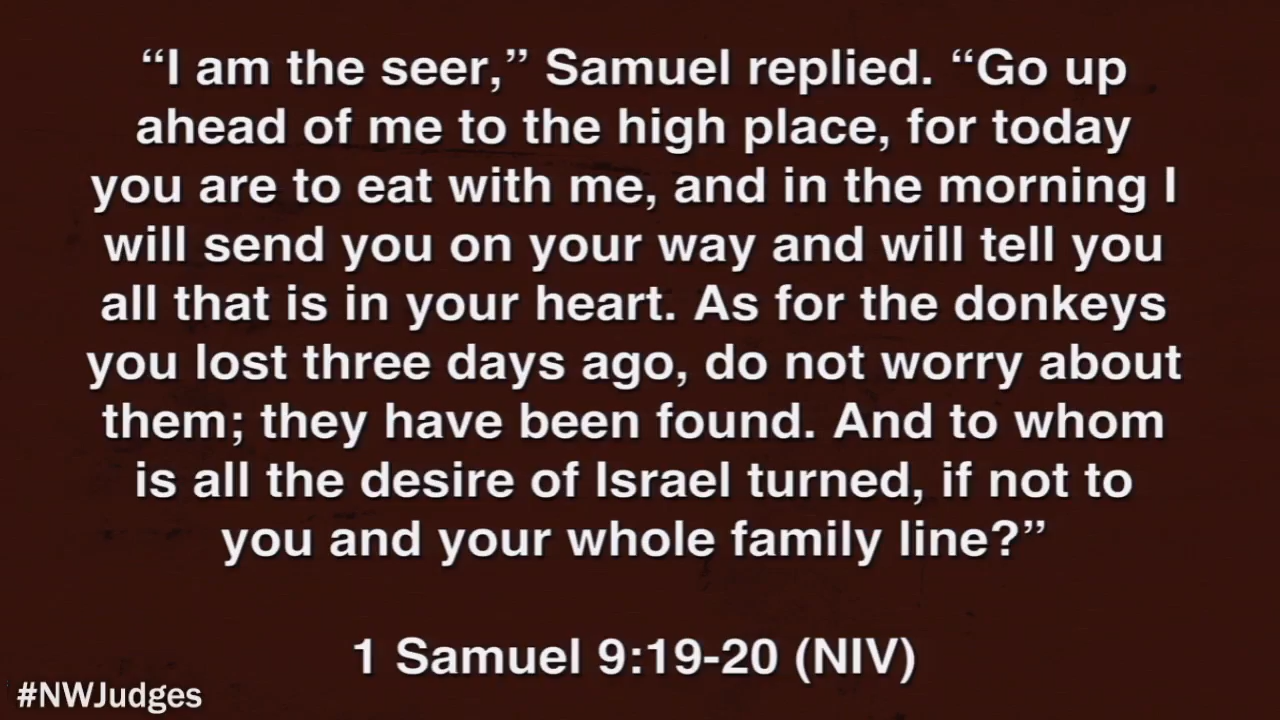 “I am the seer,” Samuel replied. “Go up
ahead of me to the high place, for today
you are to eat with me, and in the morning I
will send you on your way and will tell you
all that is in your heart. As for the donkeys
you lost three days ago, do not worry about
them; they have been found. And to whom
is all the desire of Israel turned, if not to
you and your whole family line?”
1 Samuel 9:19-20 (NIV)
#NWJudges